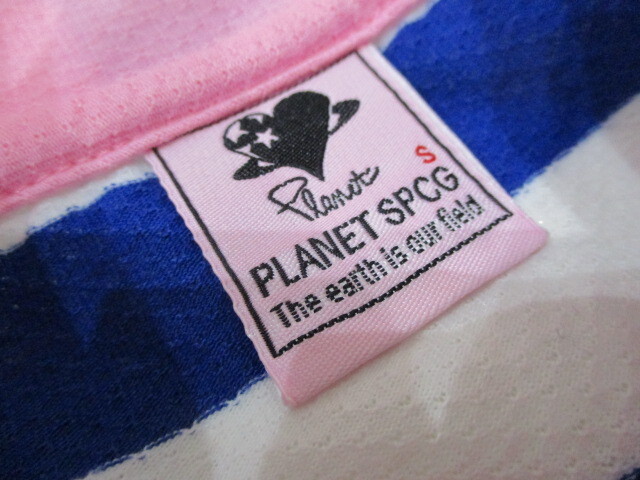 Planet
S
PLANET SPCG
The earth is our field